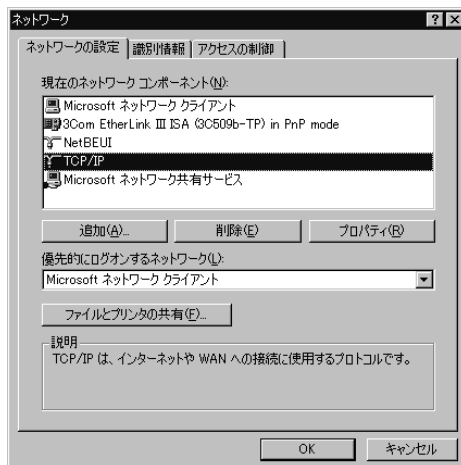 ネットワーク
ネットワークの設定 識別情報 アクセスの制御
現在のネットワーク コンポーネント(N):
Microsoft ネットワーク クライアント
3Com EtherLink III ISA (3C509b-TP) in PnP mode
NetBEUI
TCP/IP
Microsoft ネットワーク共有サービス
追加(A)... 削除(E) プロパティ(R)
優先的にログオンするネットワーク(L):
Microsoft ネットワーク クライアント
ファイルとプリンタの共有(F)...
説明
TCP/IP は、インターネットや WAN への接続に使用するプロトコルです。
OK キャンセル